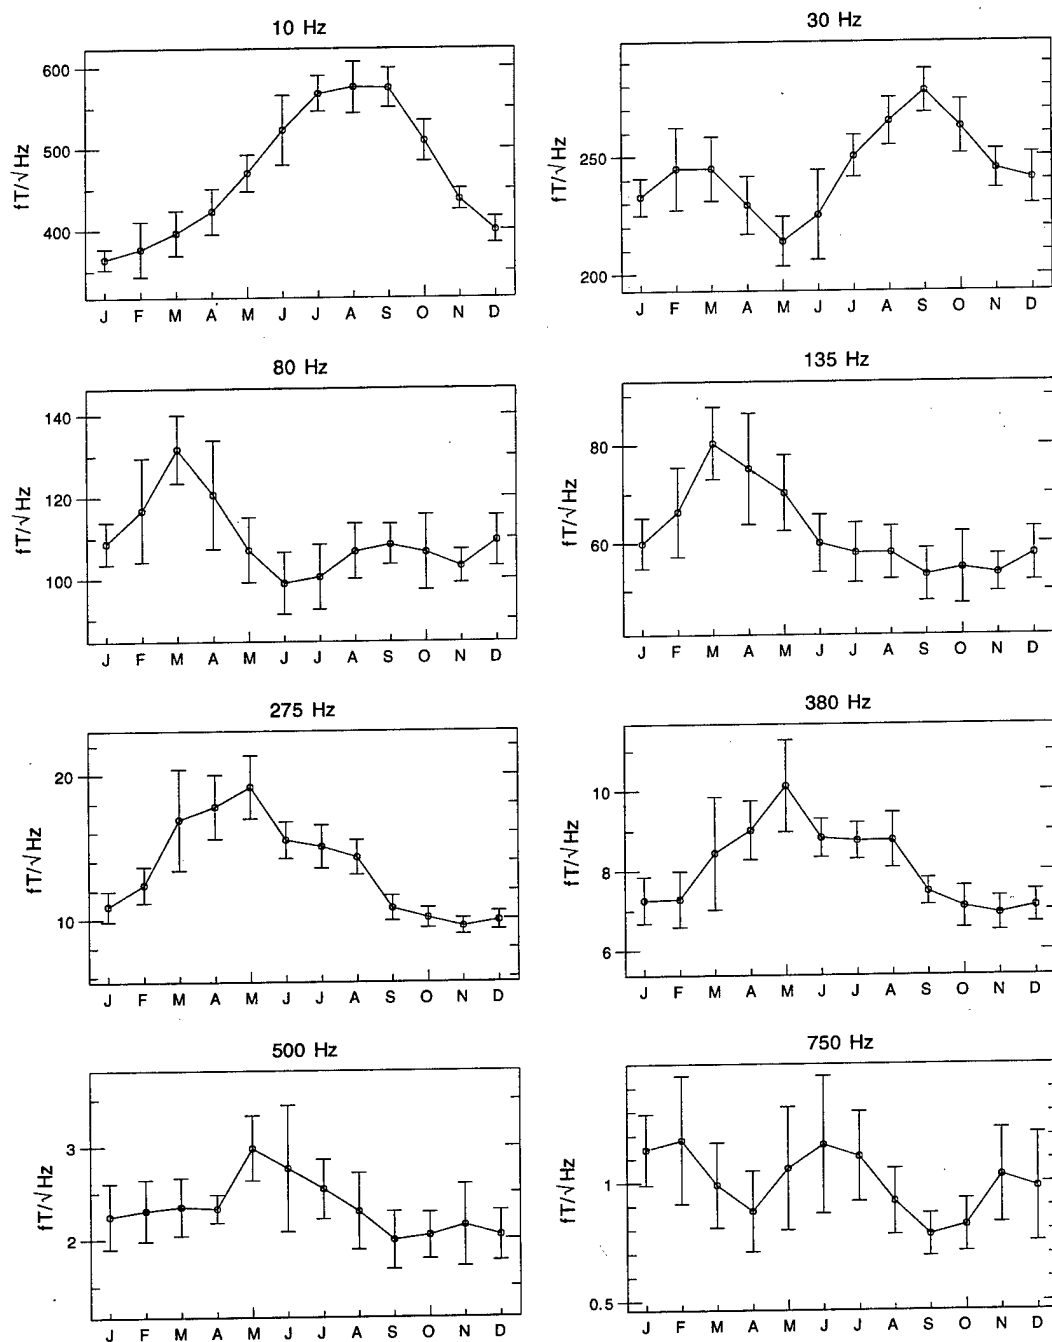 10 Hz
600
500
400
fT/√Hz
J F M A M J J A S O N D
30 Hz
250
200
fT/√Hz
J F M A M J J A S O N D
80 Hz
140
120
100
fT/√Hz
J F M A M J J A S O N D
135 Hz
80
60
fT/√Hz
J F M A M J J A S O N D
275 Hz
20
10
fT/√Hz
J F M A M J J A S O N D
380 Hz
10
8
6
fT/√Hz
J F M A M J J A S O N D
500 Hz
3
2
fT/√Hz
J F M A M J J A S O N D
750 Hz
1
0.5
fT/√Hz
J F M A M J J A S O N D